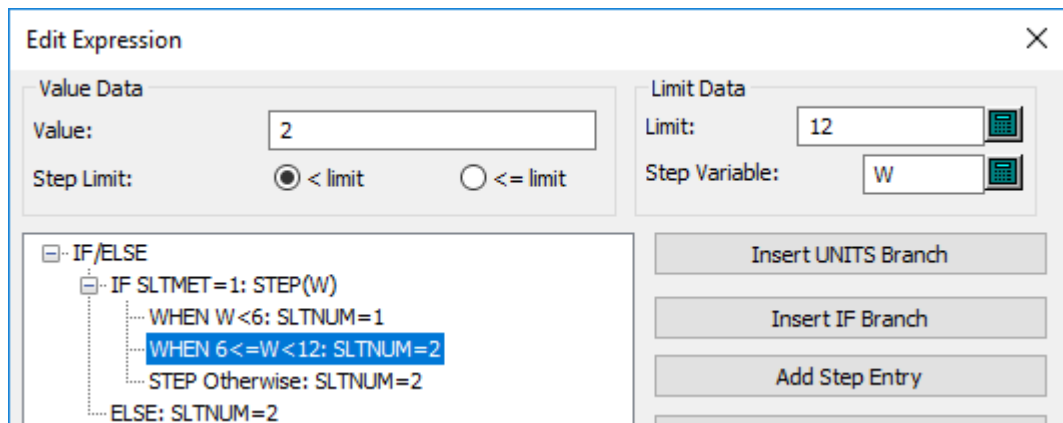 Edit Expression
Value Data
Value: 2
Step Limit: < limit <= limit
Limit Data
Limit: 12
Step Variable: W
IF/ELSE
IF SLTMET=1: STEP(W)
WHEN W<6: SLTNUM=1
WHEN 6<=W<12: SLTNUM=2
STEP Otherwise: SLTNUM=2
ELSE: SLTNUM=2
Insert UNITS Branch
Insert IF Branch
Add Step Entry